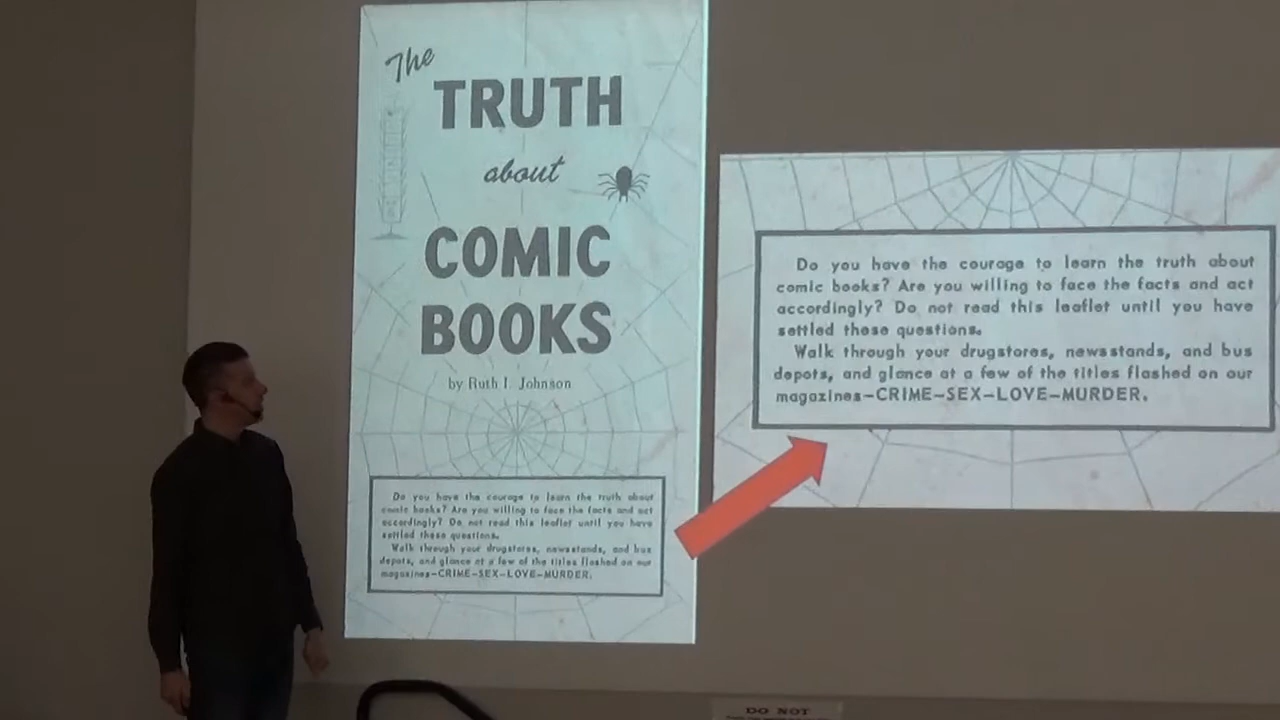 The
TRUTH
about
COMIC
BOOKS
by Ruth I. Johnson
Do you have the courage to learn the truth about
comic books? Are you willing to face the facts and act
accordingly? Do not read this leaflet until you have
settled these questions.
Walk through your drugstores, newsstands, and bus
depots, and glance at a few of the titles flashed on our
magazines—CRIME—SEX—LOVE—MURDER.
Do you have the courage to learn the truth about
comic books? Are you willing to face the facts and act
accordingly? Do not read this leaflet until you have
settled these questions.
Walk through your drugstores, newsstands, and bus
depots, and glance at a few of the titles flashed on our
magazines—CRIME—SEX—LOVE—MURDER.
DO NOT